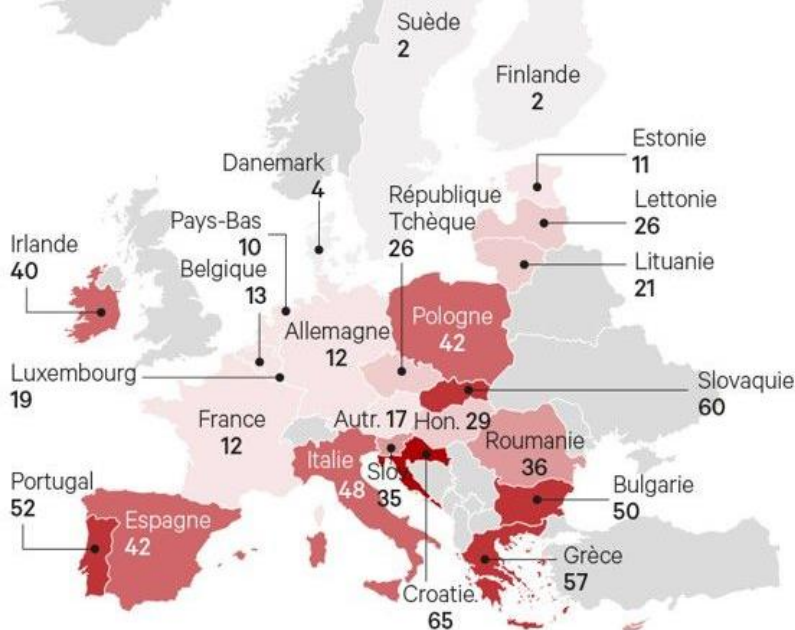 Suède
2
Finlande
2
Estonie
11
Danemark
4
République
Tchèque
26
Lettonie
26
Pays-Bas
10
Irlande
40
Belgique
13
Lituanie
21
Pologne
42
Allemagne
12
Luxembourg
19
Slovaquie
60
France
12
Autr. 17
Hon. 29
Roumanie
36
Italie
48
Slo.
35
Portugal
52
Espagne
42
Bulgarie
50
Grèce
57
Croatie.
65